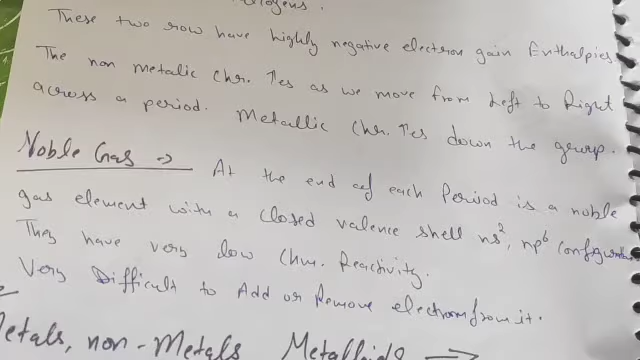 These two row have highly negative electron gain Enthalpies.
The non Metalic Chr. ↑es as we move from left to Right
across a period. Metallic Chr. ↑es down the group.
Noble Gas → At the end of each Period is a noble
gas element with a closed valence shell ns², np⁶ configuration
They have very low Chm. Reactivity.
Very Difficult to Add or Remove electron from it.
Metals, non-Metals Metalloids →